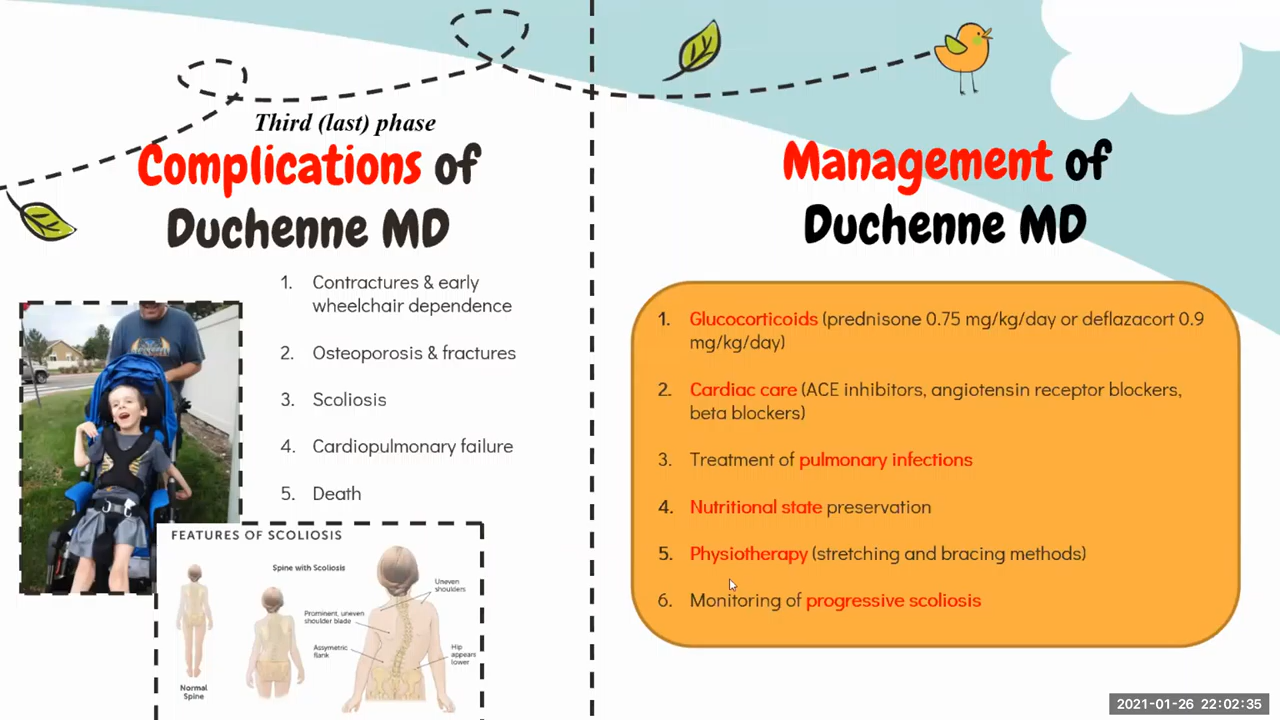 Third (last) phase
Complications of
Duchenne MD
1. Contractures & early
wheelchair dependence
2. Osteoporosis & fractures
3. Scoliosis
4. Cardiopulmonary failure
5. Death
FEATURES OF SCOLIOSIS
Spine with Scoliosis
Uneven
shoulders
Prominent, uneven
shoulder blade
Assymetric
flank
Hip
appears
lower
Normal
Spine
Management of
Duchenne MD
1. Glucocorticoids (prednisone 0.75 mg/kg/day or deflazacort 0.9
mg/kg/day)
2. Cardiac care (ACE inhibitors, angiotensin receptor blockers,
beta blockers)
3. Treatment of pulmonary infections
4. Nutritional state preservation
5. Physiotherapy (stretching and bracing methods)
6. Monitoring of progressive scoliosis
2021-01-26 22:02:35